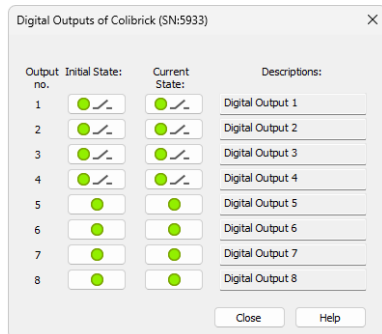 Digital Outputs of Colibrick (SN:5933)
Output no.
Initial State:
Current State:
Descriptions:
1 Digital Output 1
2 Digital Output 2
3 Digital Output 3
4 Digital Output 4
5 Digital Output 5
6 Digital Output 6
7 Digital Output 7
8 Digital Output 8
Close Help